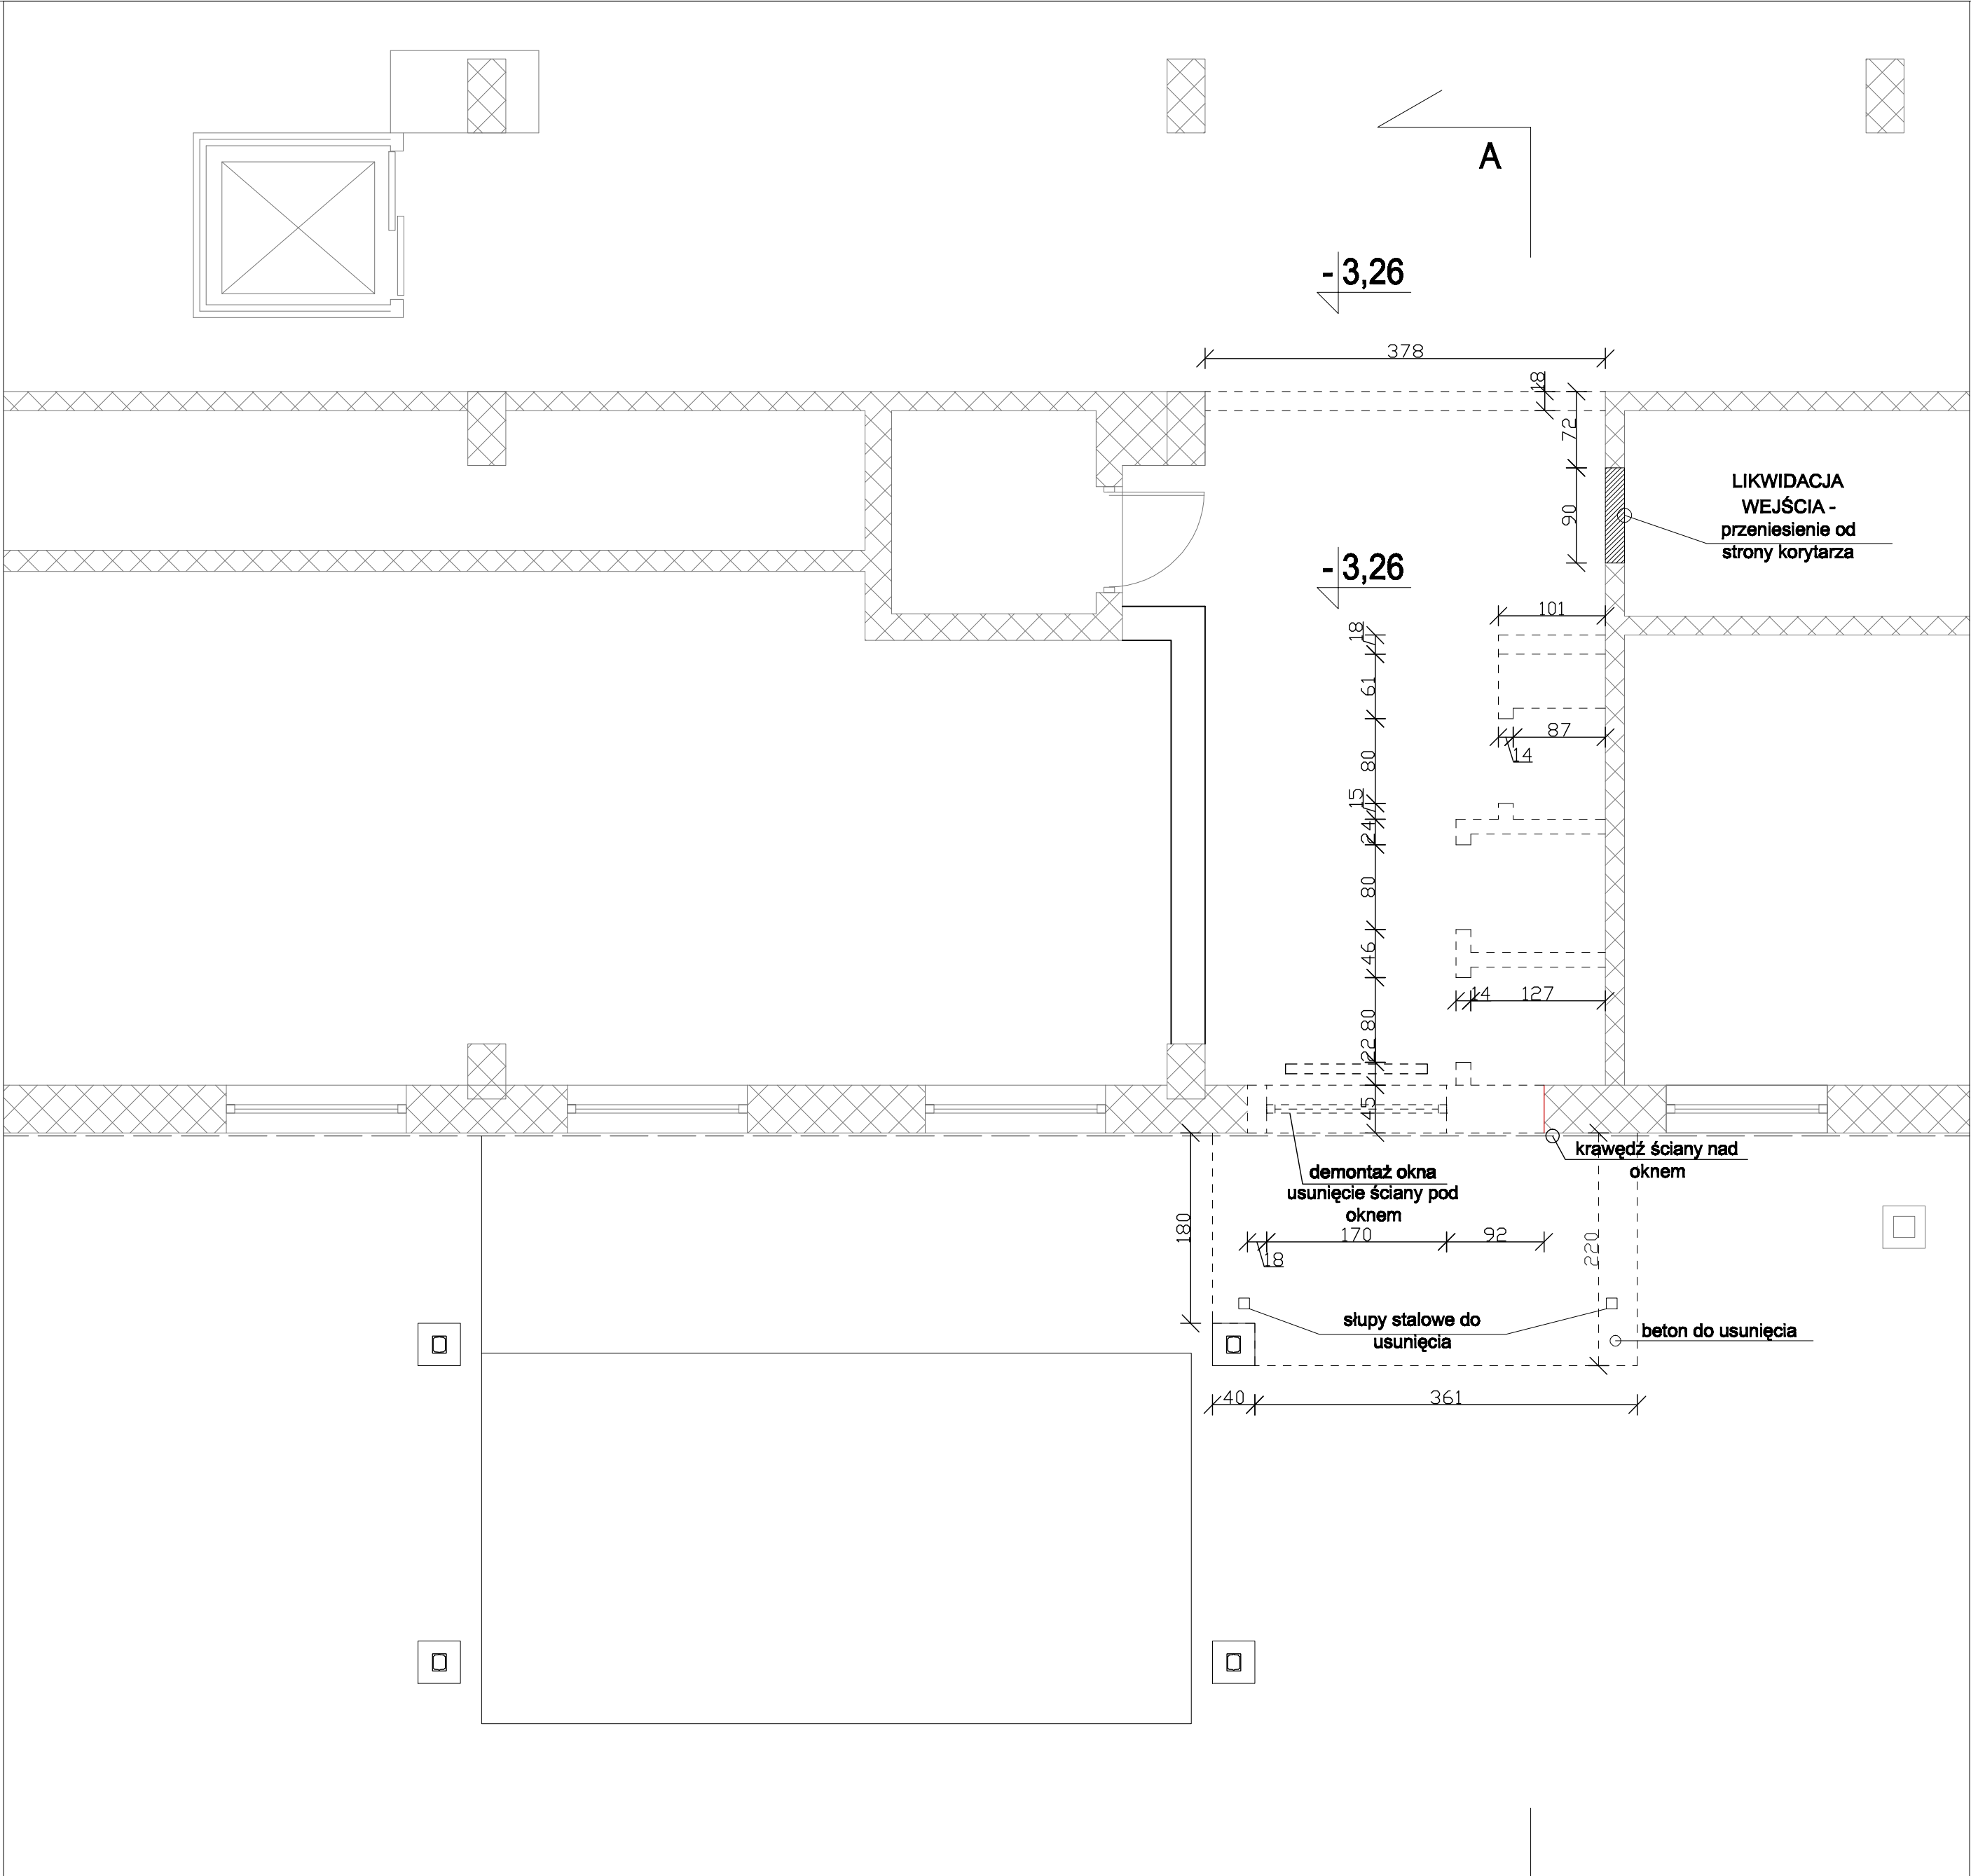 A
- 3,26
378
18
72
90
LIKWIDACJA
WEJŚCIA -
przeniesienie od
strony korytarza
- 3,26
101
18
61
87
14
80
15
24
80
46
14
127
80
22
45
krawędź ściany nad
oknem
demontaż okna
usunięcie ściany pod
oknem
180
170
92
18
220
słupy stalowe do
usunięcia
beton do usunięcia
40
361